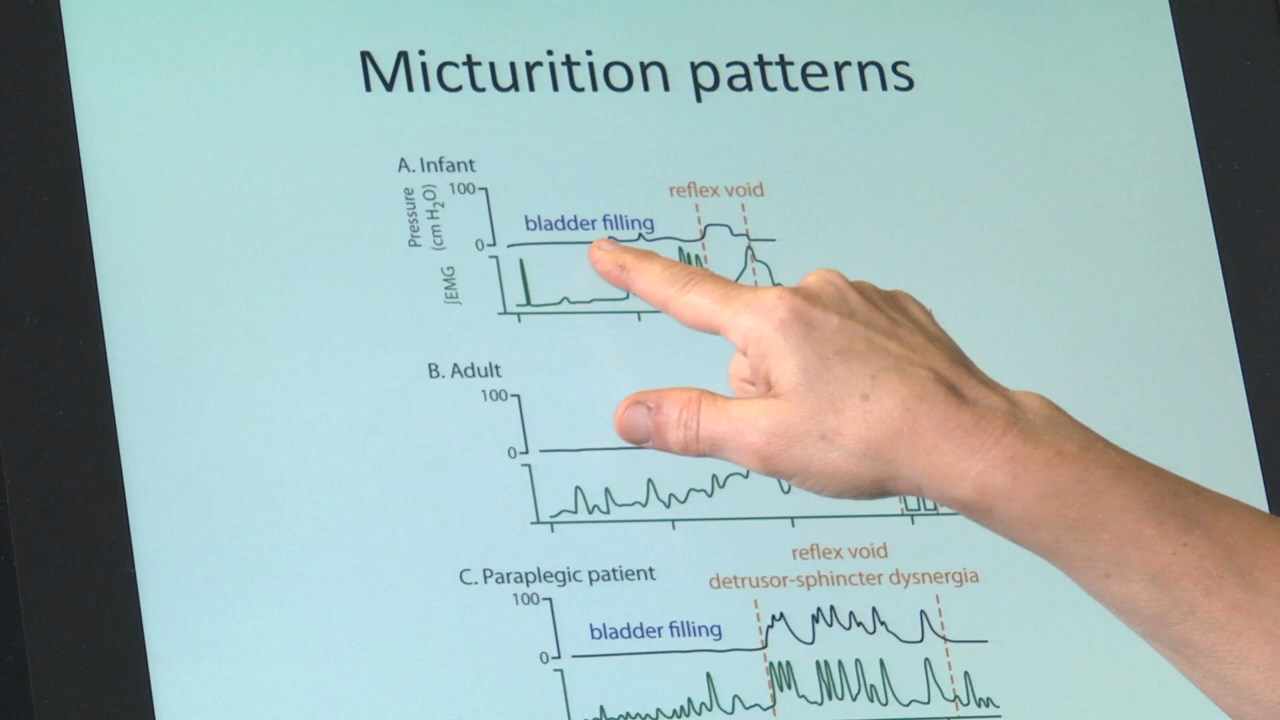 Micturition patterns
A. Infant
Pressure
(cm H₂O)
100
0
bladder filling
reflex void
∫EMG
B. Adult
100
0
reflex void
C. Paraplegic patient
detrusor-sphincter dysnergia
100
0
bladder filling